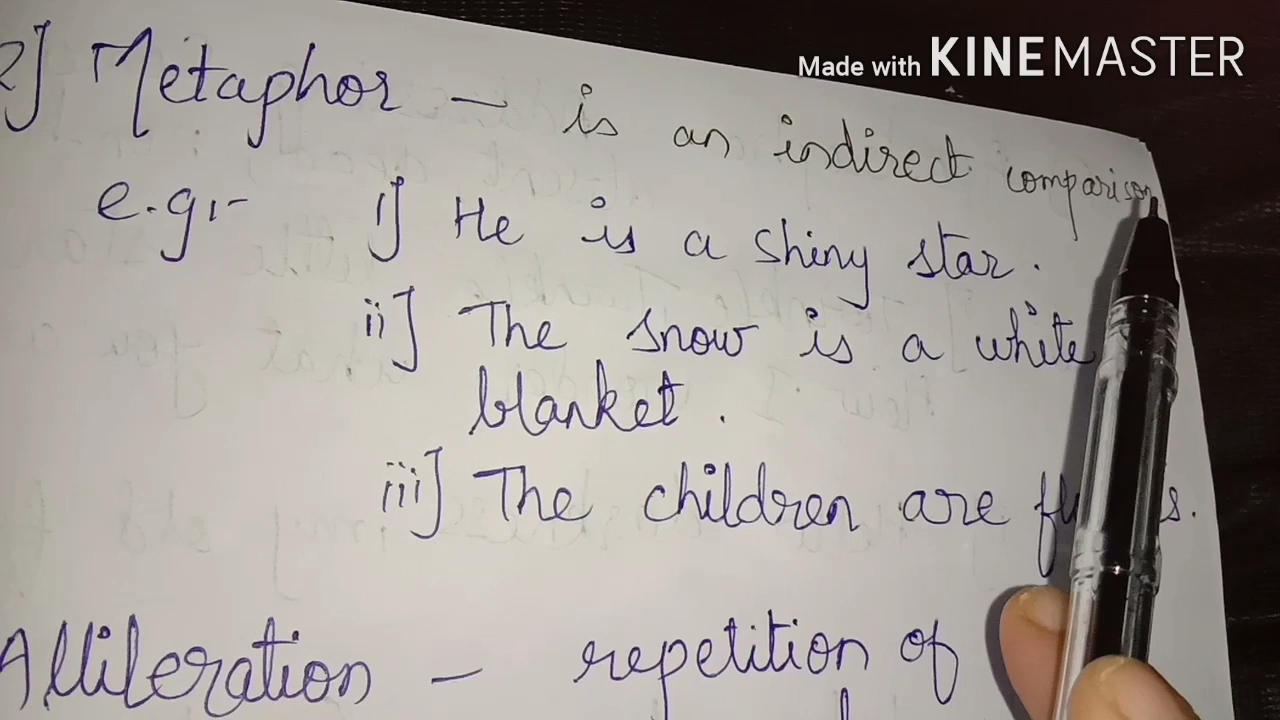 Made with KINEMASTER
2] Metaphor - is an indirect comparison
e.g:- i] He is a shiny star.
ii] The snow is a white
blanket.
iii] The children are
Alliteration - repetition of